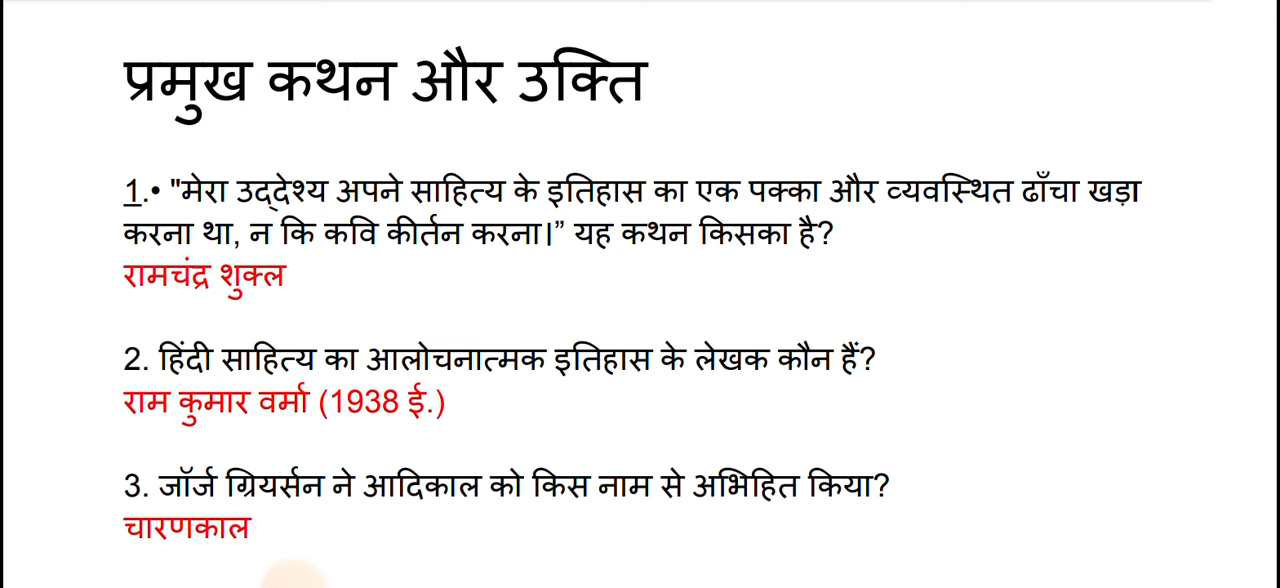 प्रमुख कथन और उक्ति
1.• "मेरा उद्देश्य अपने साहित्य के इतिहास का एक पक्का और व्यवस्थित ढाँचा खड़ा
करना था, न कि कवि कीर्तन करना।” यह कथन किसका है?
रामचंद्र शुक्ल
2. हिंदी साहित्य का आलोचनात्मक इतिहास के लेखक कौन हैं?
राम कुमार वर्मा (1938 ई.)
3. जॉर्ज ग्रियर्सन ने आदिकाल को किस नाम से अभिहित किया?
चारणकाल